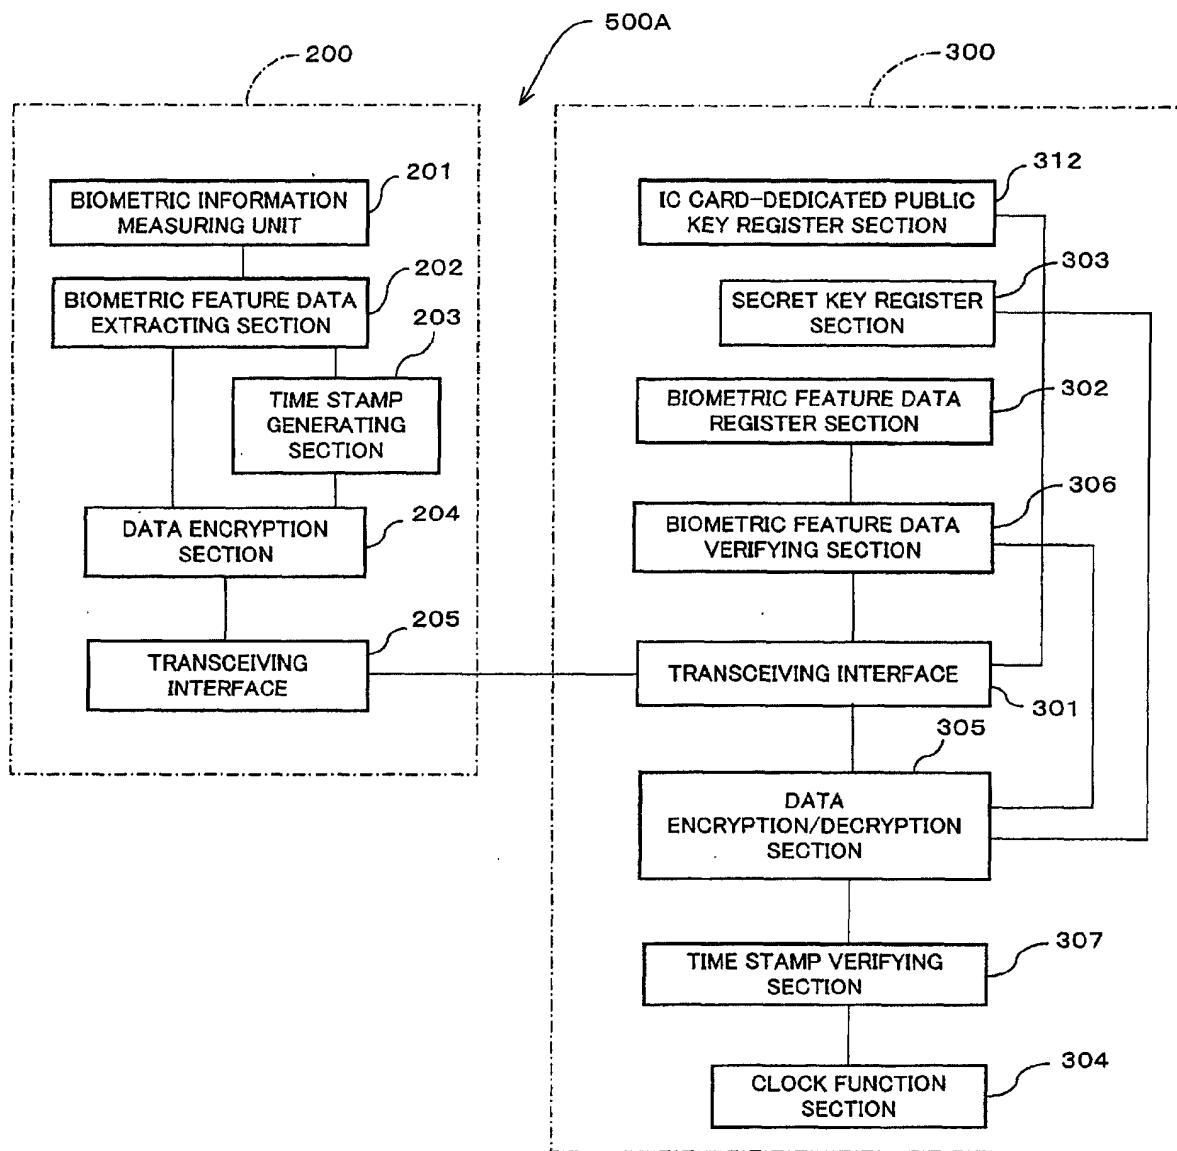 500A
200
300
201
BIOMETRIC INFORMATION
MEASURING UNIT
202
BIOMETRIC FEATURE DATA
EXTRACTING SECTION
203
TIME STAMP
GENERATING
SECTION
204
DATA ENCRYPTION
SECTION
205
TRANSCEIVING
INTERFACE
312
IC CARD-DEDICATED PUBLIC
KEY REGISTER SECTION
303
SECRET KEY REGISTER
SECTION
302
BIOMETRIC FEATURE DATA
REGISTER SECTION
306
BIOMETRIC FEATURE DATA
VERIFYING SECTION
TRANSCEIVING INTERFACE
301
305
DATA
ENCRYPTION/DECRYPTION
SECTION
307
TIME STAMP VERIFYING
SECTION
304
CLOCK FUNCTION
SECTION